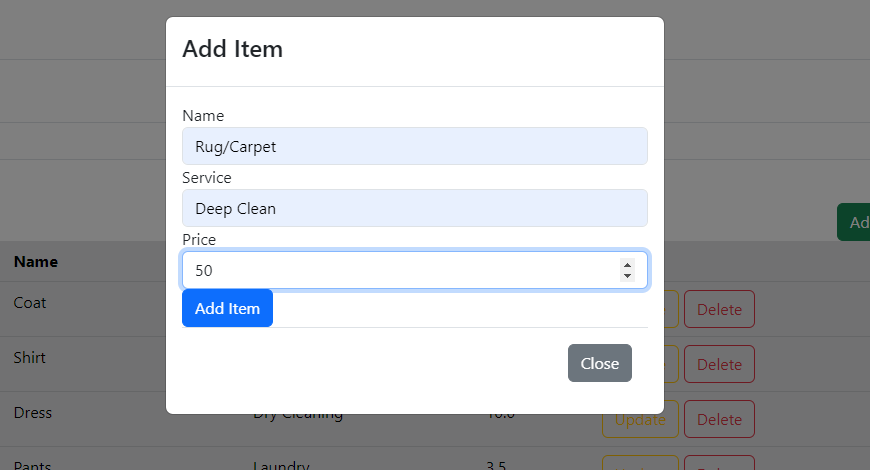 Add Item
Name
Rug/Carpet
Service
Deep Clean
Ad
Price
Name
50
Coat
Add Item
Delete
Shirt
Close
Delete
Dress
Dry Cleaning
10.0
Update
Delete
Pants
Laundry
3.5
Update
Delete